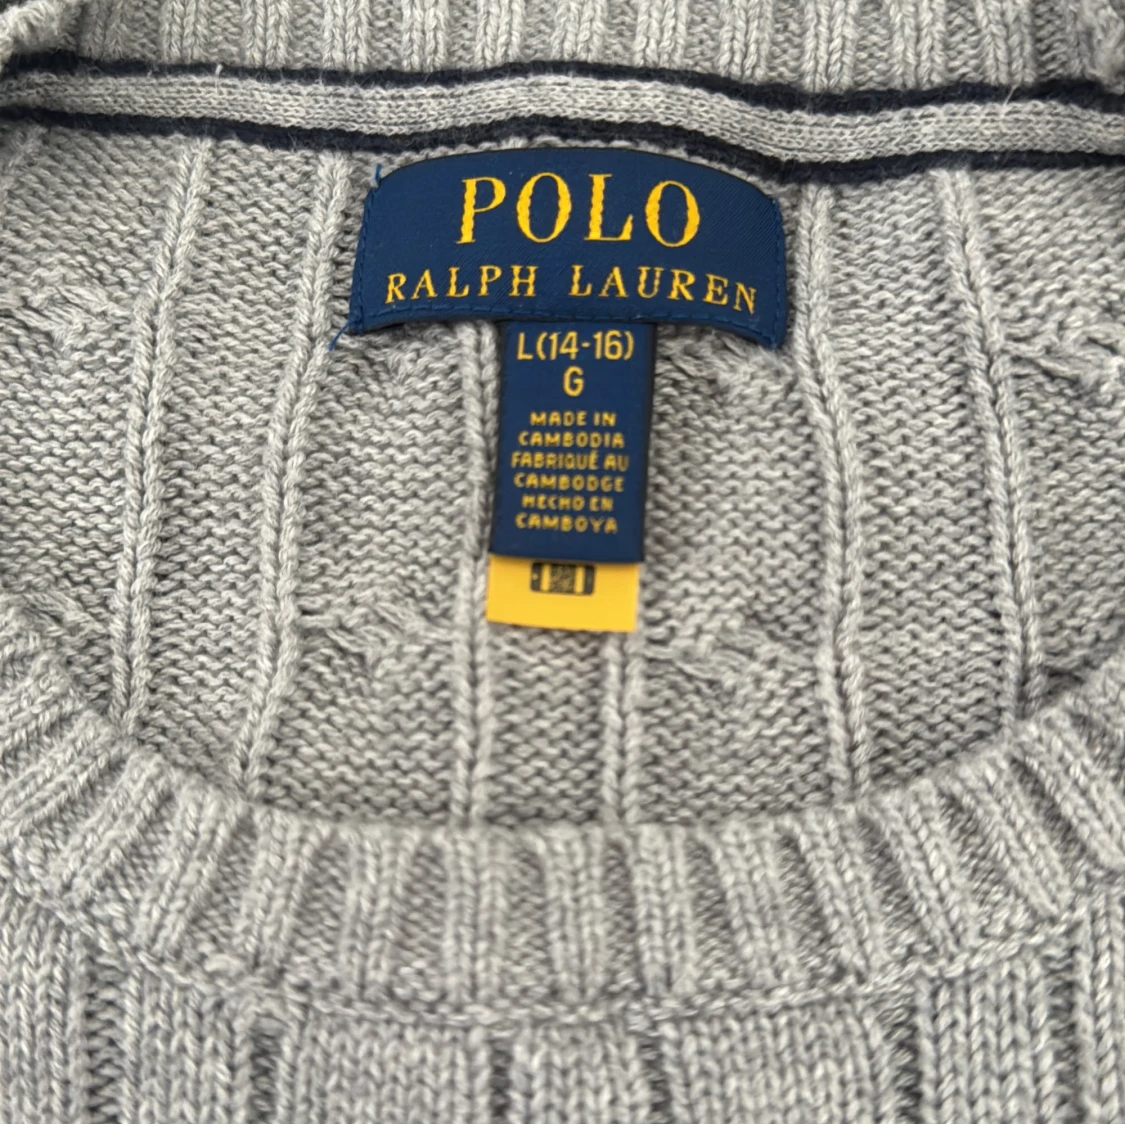 POLO
RALPH LAUREN
L(14-16)
G
MADE IN
CAMBODIA
FABRIQUÉ AU
CAMBODGE
HECHO EN
CAMBOYA